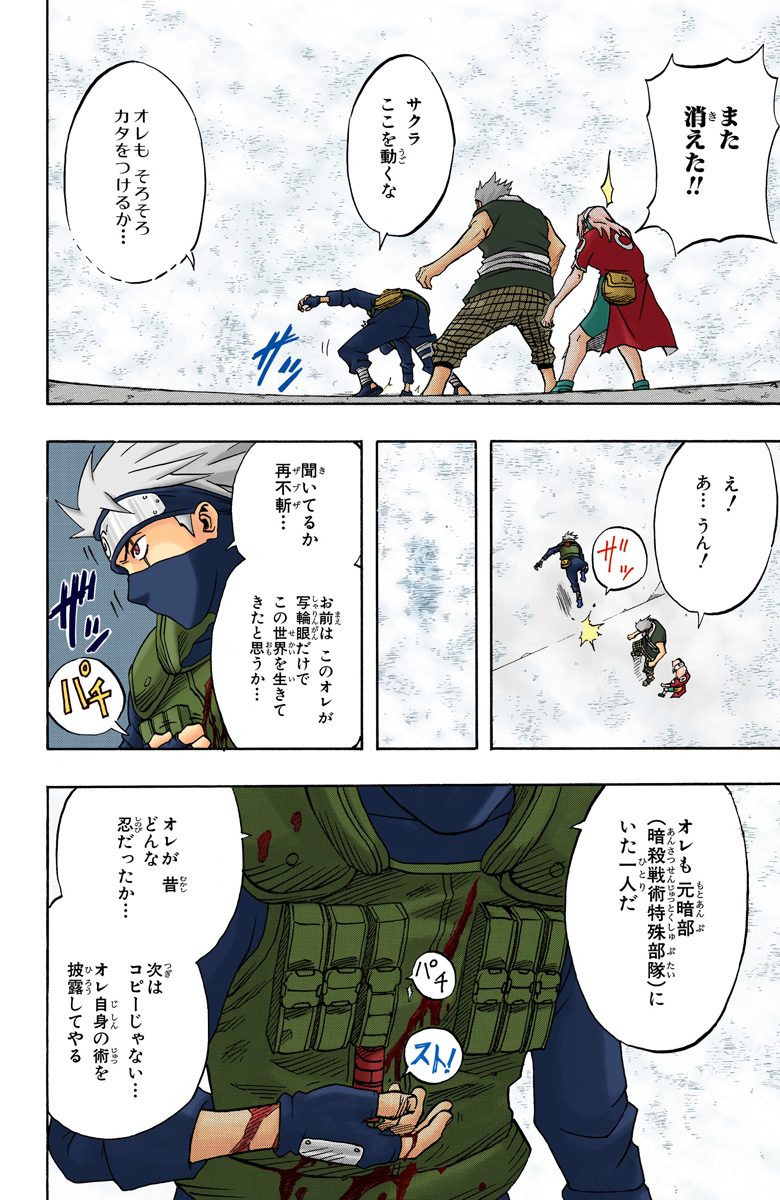 また
消えた!!
サクラ
ここを動くな
オレも そろそろ
カタをつけるか…
ザッ
え!
あ…うん!
ザッ
聞いてるか
再不斬…
お前は このオレが
写輪眼だけで
この世界を生きて
きたと思うか…
ザッ
パチ
オレも 元暗部
(暗殺戦術特殊部隊)に
いた一人だ
パチ
スト!
オレが 昔
どんな
忍だったか…
次は
コピーじゃない…
オレ自身の術を
披露してやる